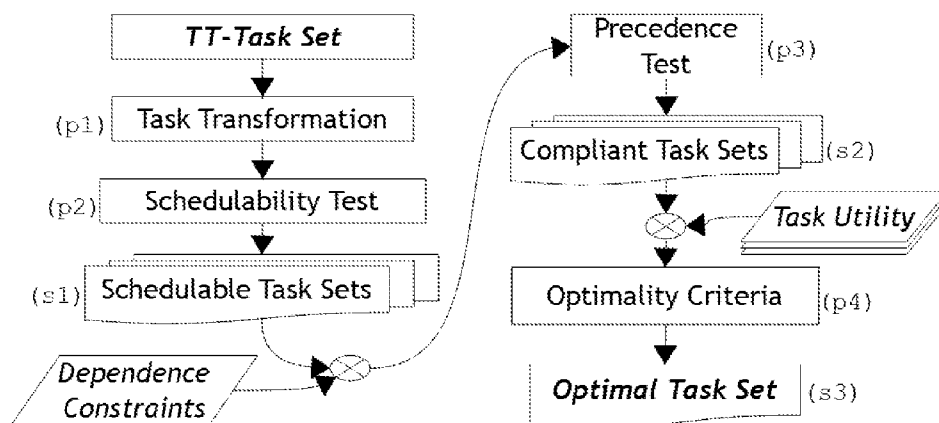 TT-Task Set
(p1) Task Transformation
(p2) Schedulability Test
(s1) Schedulable Task Sets
Dependence
Constraints
Precedence
Test
(p3)
Compliant Task Sets (s2)
Task Utility
Optimality Criteria (p4)
Optimal Task Set (s3)